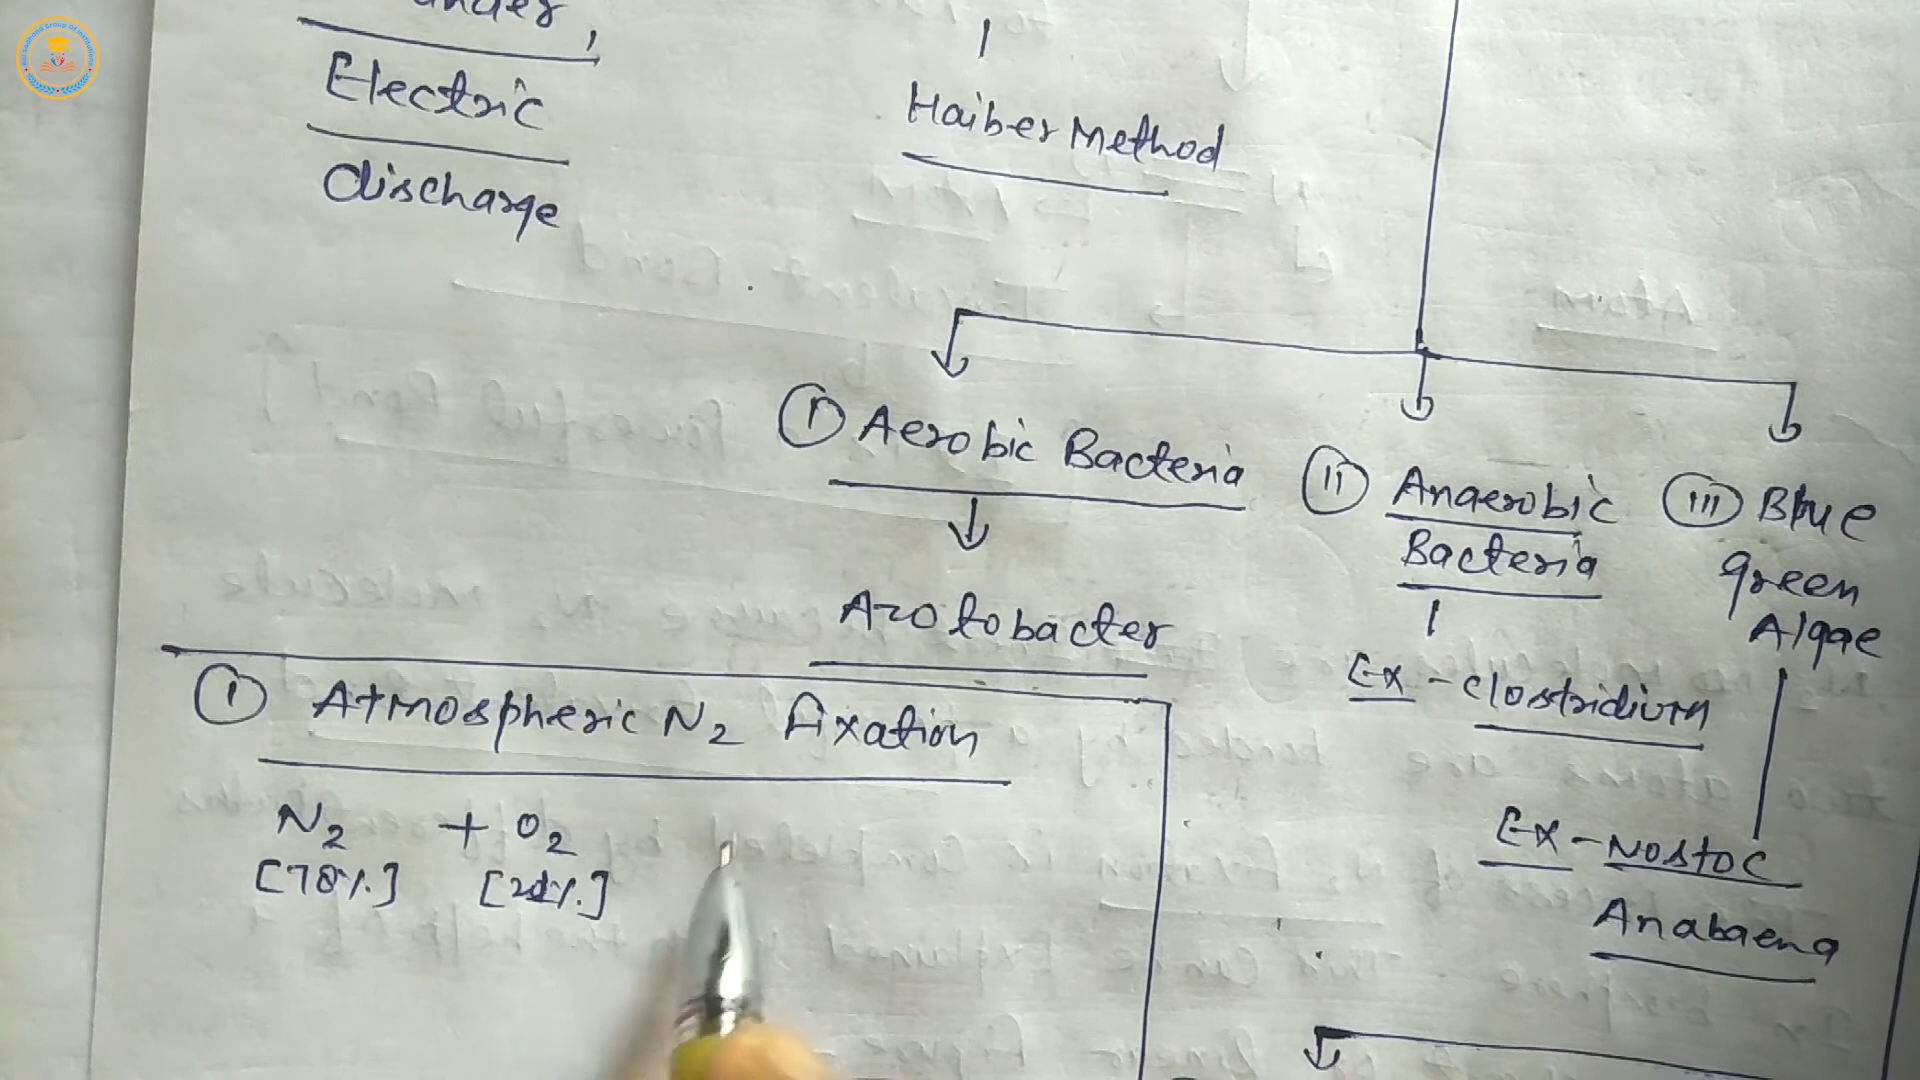 Electric
discharge
Haiber Method
I Aerobic Bacteria
Azotobacter
II Anaerobic
Bacteria
Ex - Clostridium
III Blue
green
Algae
Ex - Nostoc
Anabaena
1 Atmospheric N2 fixation
N2 + O2
[78%] [21%]